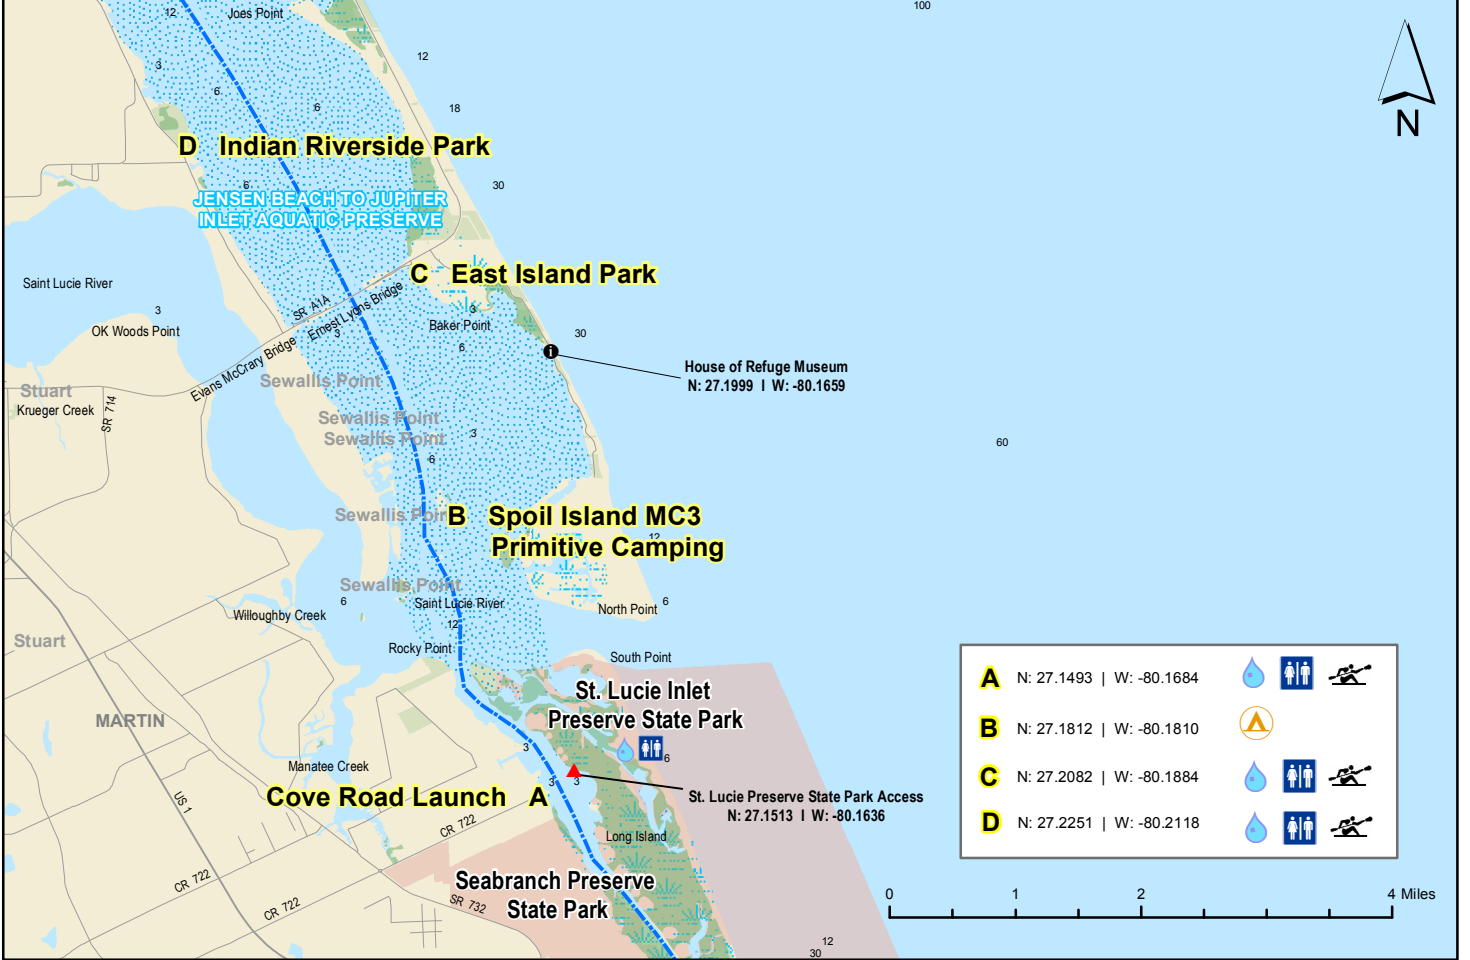 100
12
Joes Point
12
3
6
6
18
N
D Indian Riverside Park
6
30
JENSEN BEACH TO JUPITER
INLET AQUATIC PRESERVE
C East Island Park
Saint Lucie River
SR A1A
Ernest Lyons Bridge
3
3
3
OK Woods Point
Baker Point
30
6
Evans McCrary Bridge
House of Refuge Museum
N: 27.1999 I W: -80.1659
Sewallis Point
Stuart
Krueger Creek
SR 714
Sewallis Point
Sewallis Point
3
60
6
Sewallis Poin
B Spoil Island MC3
Primitive Camping
12
Sewallis Point
6
Saint Lucie River
6
North Point
Willoughby Creek
12
Stuart
Rocky Point
South Point
St. Lucie Inlet
Preserve State Park
MARTIN
3
6
Manatee Creek
3
3
Cove Road Launch A
St. Lucie Preserve State Park Access
N: 27.1513 I W: -80.1636
US 1
CR 722
Long Island
CR 722
CR 722
SR 732
Seabranch Preserve
State Park
12
30
A N: 27.1493 | W: -80.1684
B N: 27.1812 | W: -80.1810
C N: 27.2082 | W: -80.1884
D N: 27.2251 | W: -80.2118
0 1 2 4 Miles